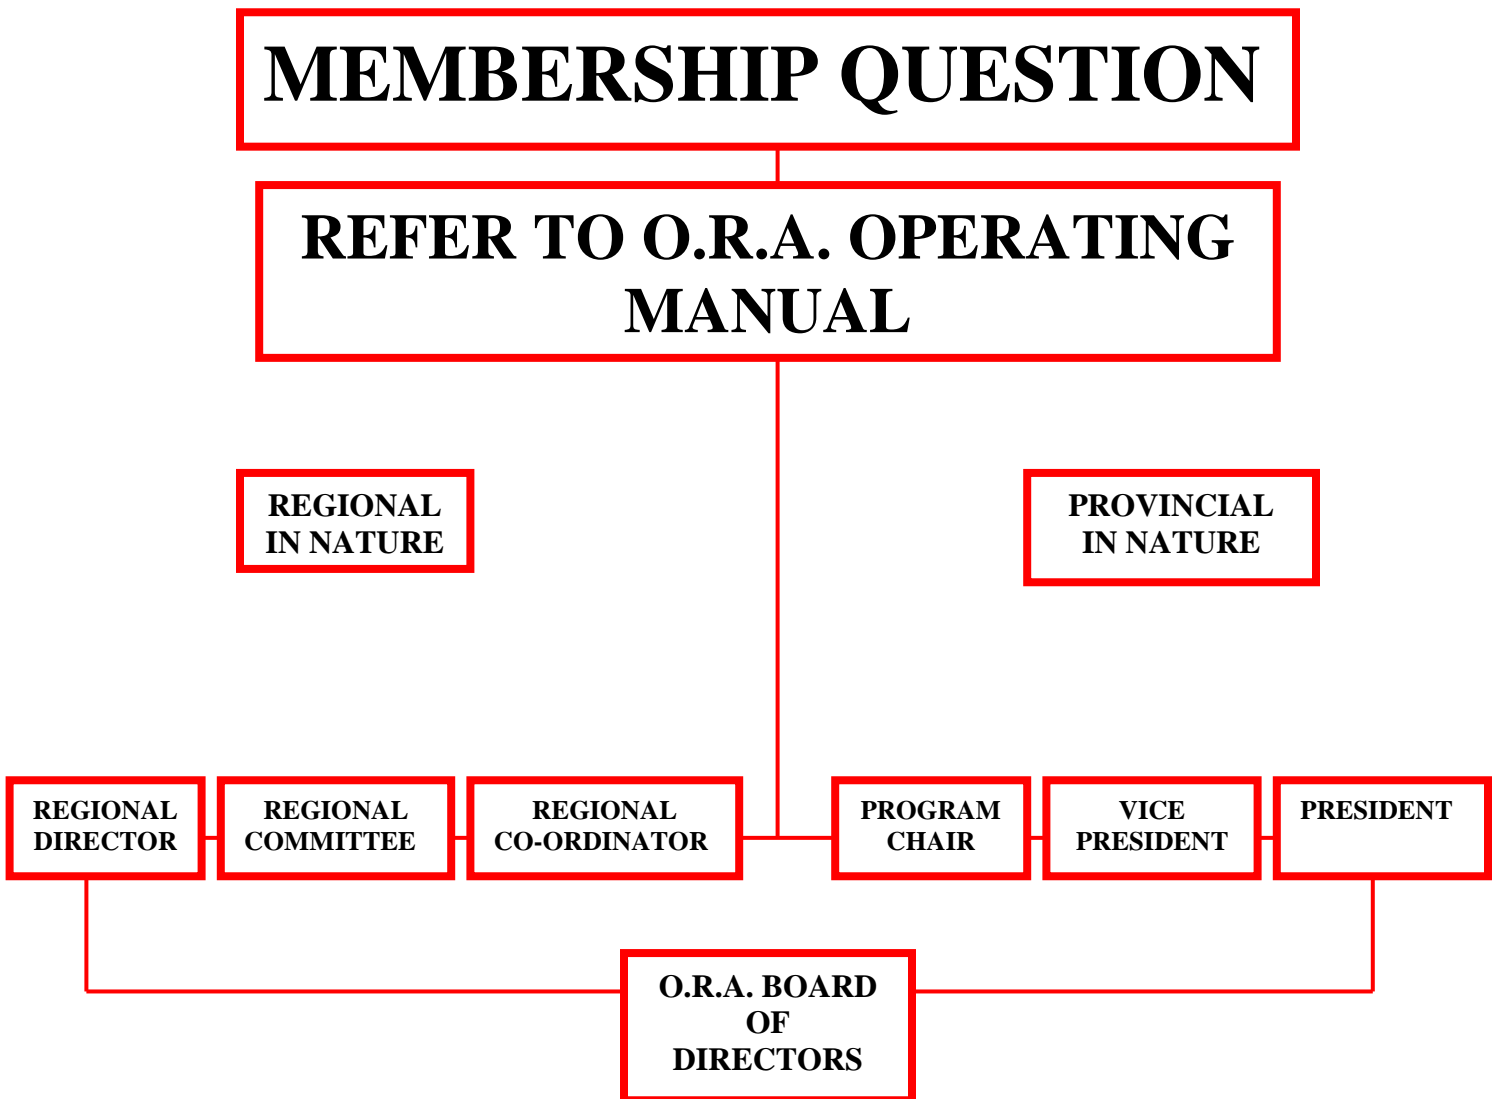 MEMBERSHIP QUESTION
REFER TO O.R.A. OPERATING
MANUAL
REGIONAL
IN NATURE
PROVINCIAL
IN NATURE
REGIONAL
DIRECTOR
REGIONAL
COMMITTEE
REGIONAL
CO-ORDINATOR
PROGRAM
CHAIR
VICE
PRESIDENT
PRESIDENT
O.R.A. BOARD
OF
DIRECTORS